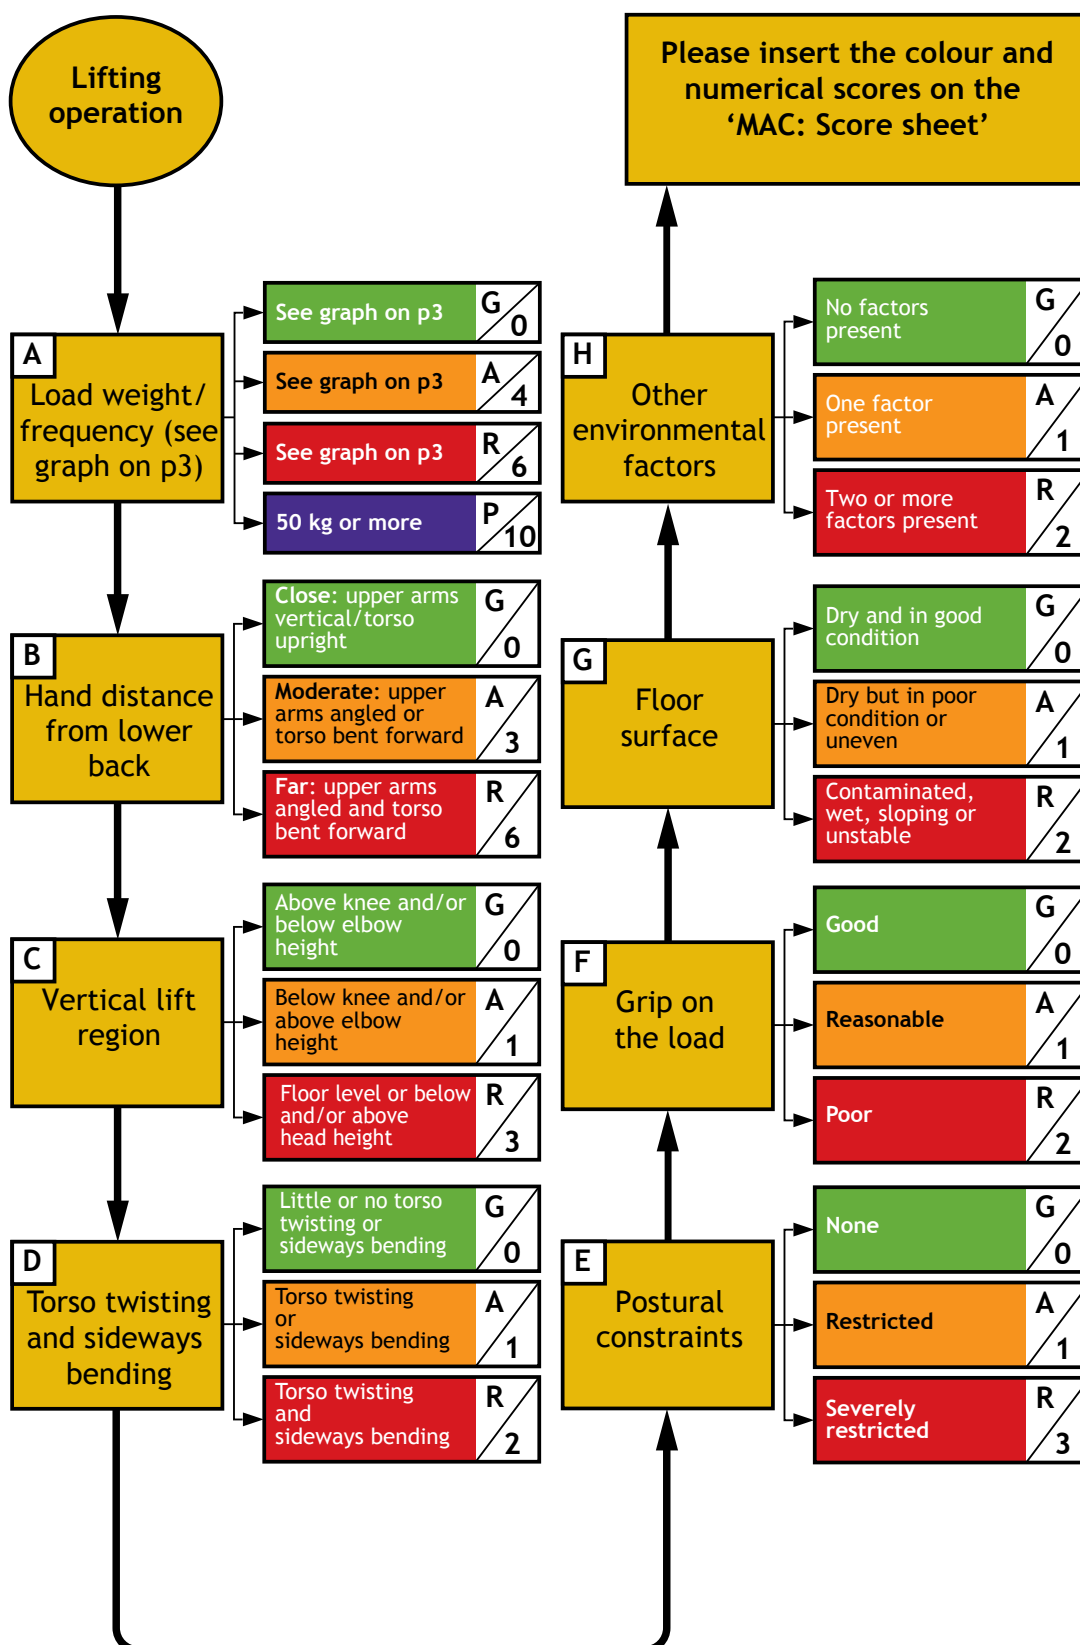 Lifting
operation
A
Load weight/
frequency (see
graph on p3)
See graph on p3
G
0
See graph on p3
A
4
See graph on p3
R
6
50 kg or more
P
10
B
Hand distance
from lower
back
Close: upper arms
vertical/torso
upright
G
0
Moderate: upper
arms angled or
torso bent forward
A
3
Far: upper arms
angled and torso
bent forward
R
6
C
Vertical lift
region
Above knee and/or
below elbow
height
G
0
Below knee and/or
above elbow
height
A
1
Floor level or below
and/or above
head height
R
3
D
Torso twisting
and sideways
bending
Little or no torso
twisting or
sideways bending
G
0
Torso twisting
or
sideways bending
A
1
Torso twisting
and
sideways bending
R
2
E
Postural
constraints
None
G
0
Restricted
A
1
Severely
restricted
R
3
F
Grip on
the load
Good
G
0
Reasonable
A
1
Poor
R
2
G
Floor
surface
Dry and in good
condition
G
0
Dry but in poor
condition or
uneven
A
1
Contaminated,
wet, sloping or
unstable
R
2
H
Other
environmental
factors
No factors
present
G
0
One factor
present
A
1
Two or more
factors present
R
2
Please insert the colour and
numerical scores on the
‘MAC: Score sheet’